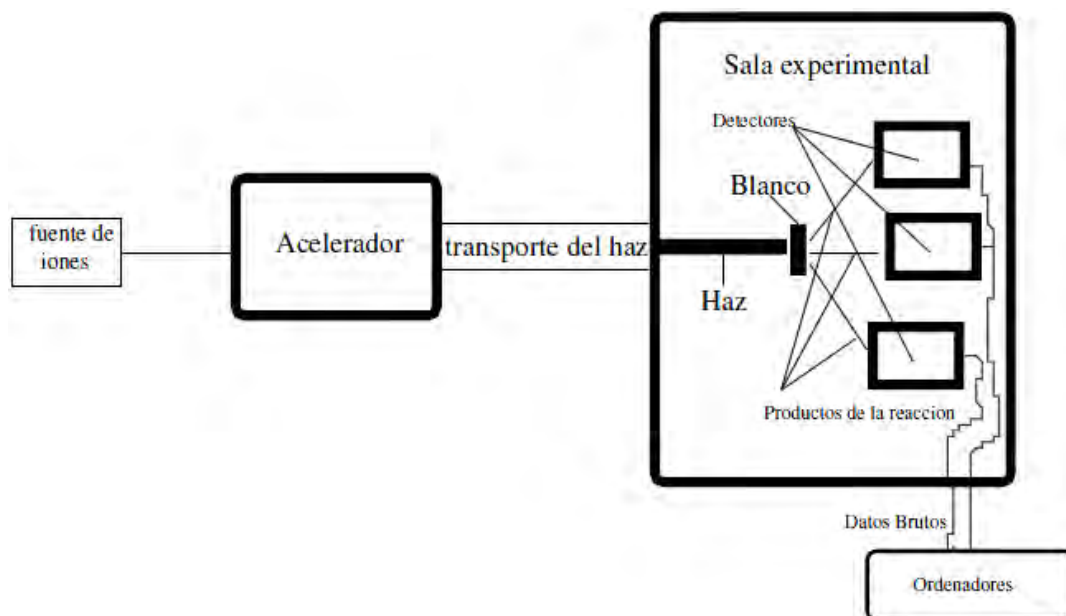 Sala experimental
Detectores
Blanco
fuente de
iones
Acelerador
transporte del haz
Haz
Productos de la reaccion
Datos Brutos
Ordenadores